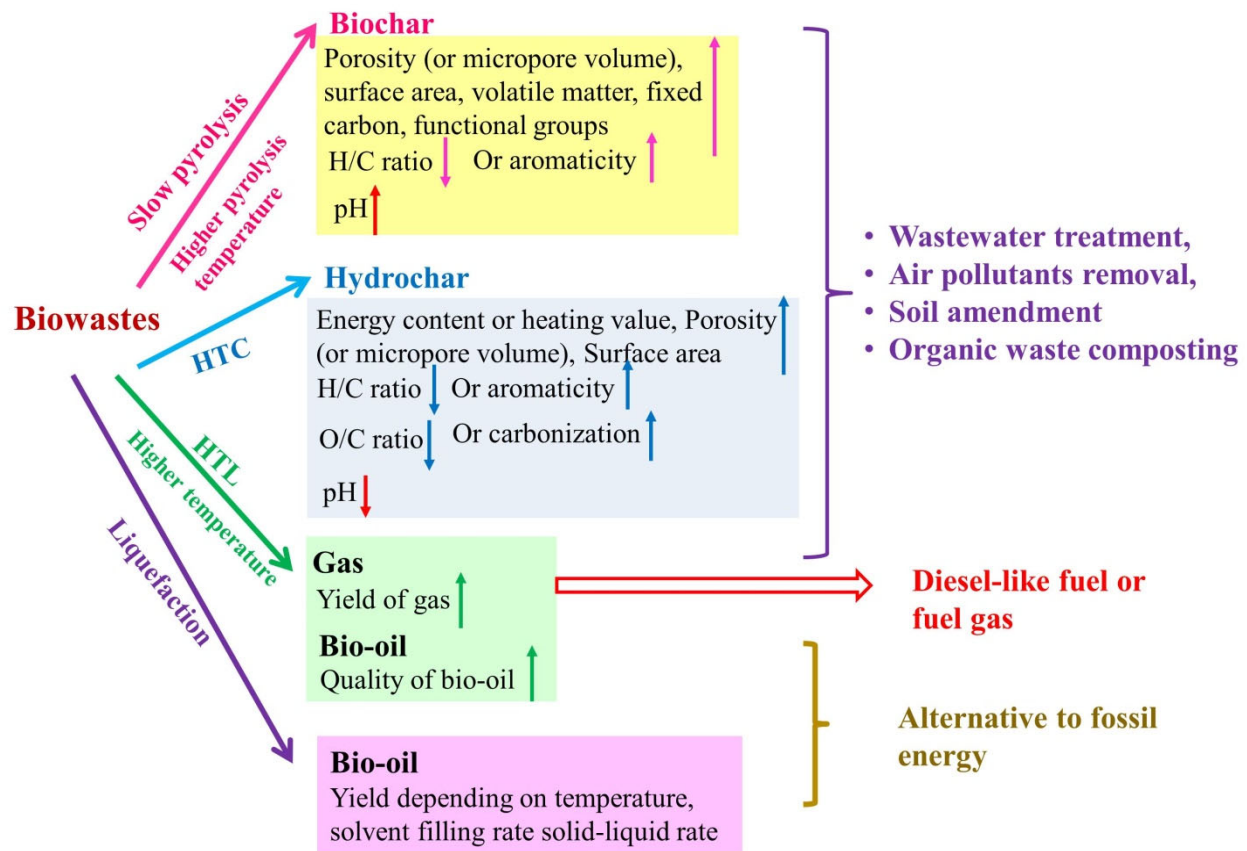 Biochar
Porosity (or micropore volume),
surface area, volatile matter, fixed
carbon, functional groups
H/C ratio Or aromaticity
pH
Slow pyrolysis
Higher pyrolysis
temperature
Biowastes
HTC
Hydrochar
Energy content or heating value, Porosity
(or micropore volume), Surface area
H/C ratio Or aromaticity
O/C ratio Or carbonization
pH
HTL
Higher temperature
Liquefaction
Gas
Yield of gas
Bio-oil
Quality of bio-oil
Bio-oil
Yield depending on temperature,
solvent filling rate solid-liquid rate
• Wastewater treatment,
• Air pollutants removal,
• Soil amendment
• Organic waste composting
Diesel-like fuel or
fuel gas
Alternative to fossil
energy